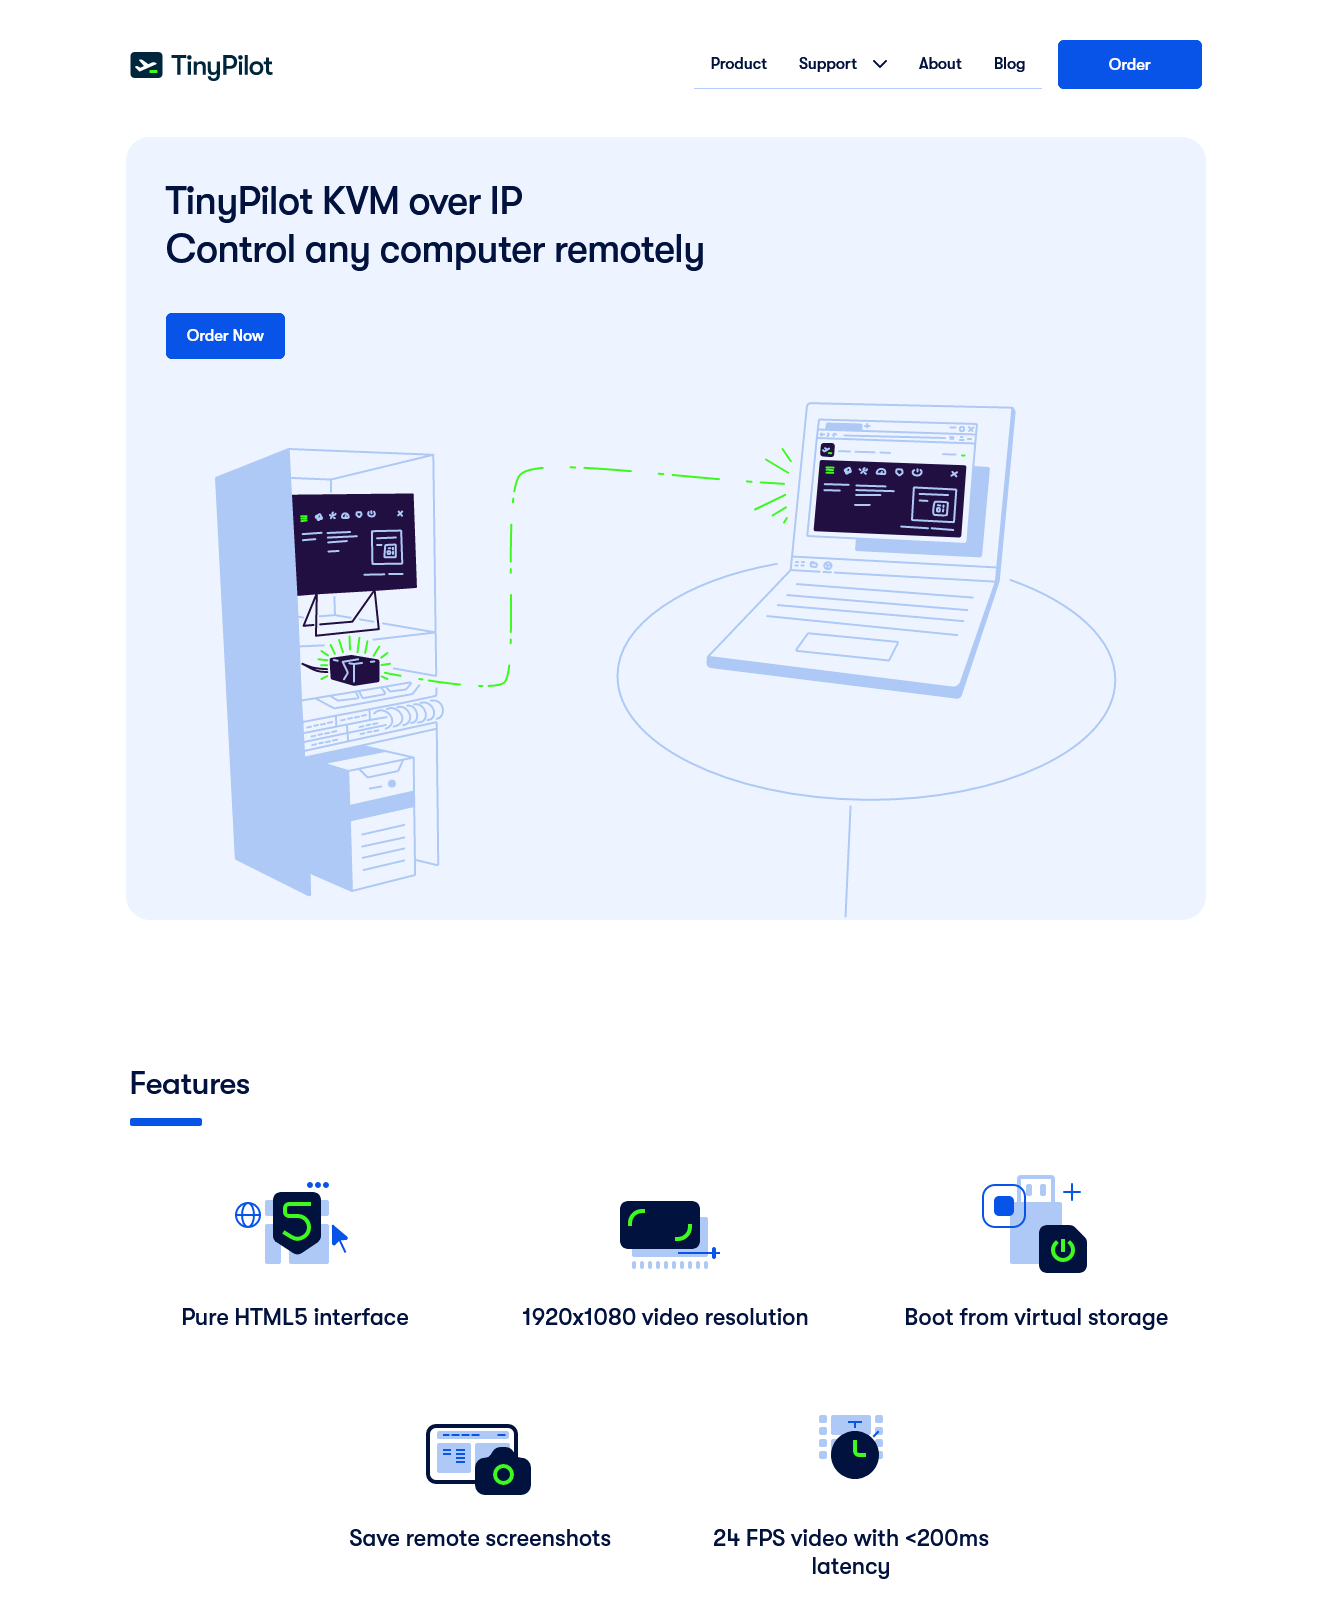 TinyPilot
Product Support About Blog Order
TinyPilot KVM over IP
Control any computer remotely
Order Now
Features
Pure HTML5 interface
1920x1080 video resolution
Boot from virtual storage
Save remote screenshots
24 FPS video with <200ms
latency